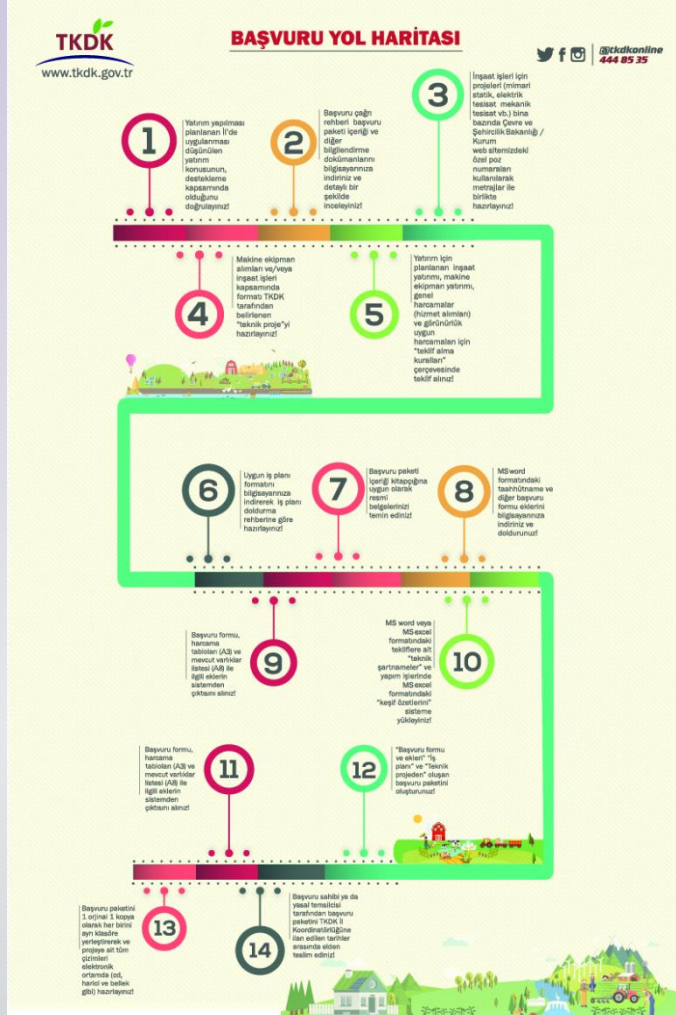 TKDK
www.tkdk.gov.tr
BAŞVURU YOL HARİTASI
@tkdkonline
444 85 35
1
Yatırım yapılması
planlanan İl'de
uygulanması
düşünülen
yatırım
konusunun,
destekleme
kapsamında
olduğunu
doğrulayınız!
2
Başvuru çağrı
rehberi başvuru
paketi içeriği ve
diğer
bilgilendirme
dokümanlarını
bilgisayarınıza
indiriniz ve
detaylı bir
şekilde
inceleyiniz!
3
İnşaat işleri için
projeleri (mimari
statik, elektrik
tesisat mekanik
tesisat vb.) bina
bazında Çevre ve
Şehircilik Bakanlığı /
Kurum
web sitemizdeki
özel poz
numaraları
kullanılarak
metrajlar ile
birlikte
hazırlayınız!
4
Makine ekipman
alımları ve/veya
inşaat işleri
kapsamında
formatı TKDK
tarafından
belirlenen
"teknik proje"yi
hazırlayınız!
5
Yatırım için
planlanan inşaat
yatırımı, makine
ekipman yatırımı,
genel
harcamalar
(hizmet alımları)
ve görünürlük
uygun
harcamaları için
"teklif alma
kuralları"
çerçevesinde
teklif alınız!
6
Uygun iş planı
formatını
bilgisayarınıza
indirerek iş planı
doldurma
rehberine göre
hazırlayınız!
7
Başvuru paketi
içeriği kitapçığına
uygun olarak
resmi
belgelerinizi
temin ediniz!
8
MS word
formatındaki
taahhütname ve
diğer başvuru
formu eklerini
bilgisayarınıza
indiriniz ve
doldurunuz!
9
Başvuru formu,
harcama
tabloları (A3) ve
mevcut varlıklar
listesi (A8) ile
ilgili eklerin
sistemden
çıktısını alınız!
10
MS word veya
MS excel
formatındaki
tekliflere ait
"teknik
şartnameler" ve
yapım işlerinde
MS excel
formatındaki
"keşif özetlerini"
sisteme
yükleyiniz!
11
Başvuru formu,
harcama
tabloları (A3) ve
mevcut varlıklar
listesi (A8) ile
ilgili eklerin
sistemden
çıktısını alınız!
12
"Başvuru formu
ve ekleri" "İş
planı" ve "Teknik
projeden" oluşan
başvuru paketini
oluşturunuz!
13
Başvuru paketini
1 orjinal 1 kopya
olarak her birini
ayrı klasöre
yerleştirerek ve
projeye ait tüm
çizimleri
elektronik
ortamda (cd,
harici ve bellek
gibi) hazırlayınız!
14
Başvuru sahibi ya da
yasal temsilcisi
tarafından başvuru
paketini TKDK İl
Koordinatörlüğüne
ilan edilen tarihler
arasında elden
teslim ediniz!